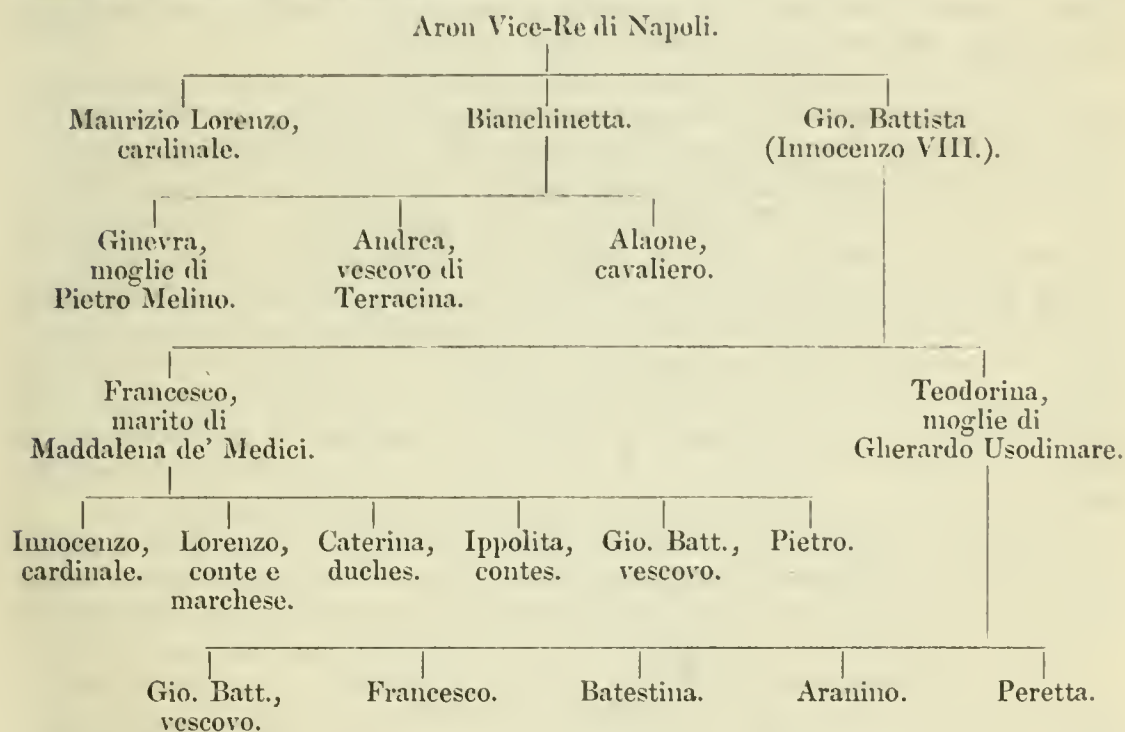 Aron Vice-Re di Napoli.
Maurizio Lorenzo,
cardinale.
Bianchinetta.
Gio. Battista
(Innocenzo VIII.).
Ginevra,
moglie di
Pietro Melino.
Andrea,
vescovo di
Terracina.
Alaone,
cavaliero.
Francesco,
marito di
Maddalena de' Medici.
Teodorina,
moglie di
Gherardo Usodimare.
Innocenzo,
cardinale.
Lorenzo,
conte e
marchese.
Caterina,
duches.
Ippolita,
contes.
Gio. Batt.,
vescovo.
Pietro.
Gio. Batt.,
vescovo.
Francesco.
Batestina.
Aranino.
Peretta.